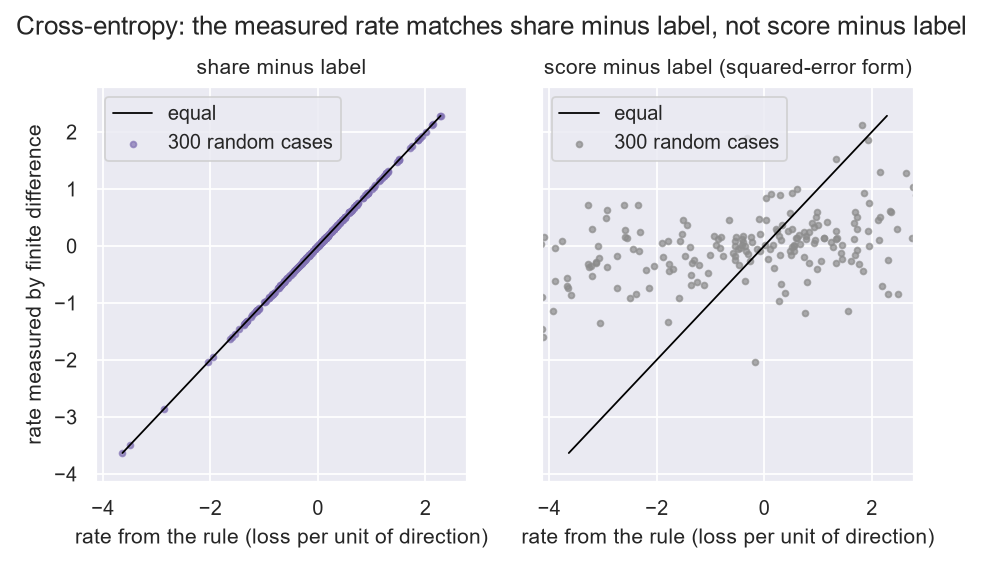 Cross-entropy: the measured rate matches share minus label, not score minus label
share minus label
score minus label (squared-error form)
equal
300 random cases
equal
300 random cases
rate measured by finite difference
2
1
0
−1
−2
−3
−4
−4
−2
0
2
−4
−2
0
2
rate from the rule (loss per unit of direction)
rate from the rule (loss per unit of direction)